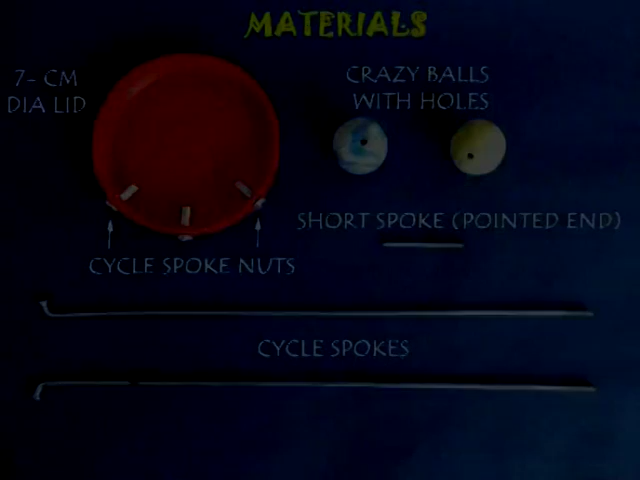 MATERIALS
7- CM
DIA LID
CRAZY BALLS
WITH HOLES
SHORT SPOKE (POINTED END)
CYCLE SPOKE NUTS
CYCLE SPOKES